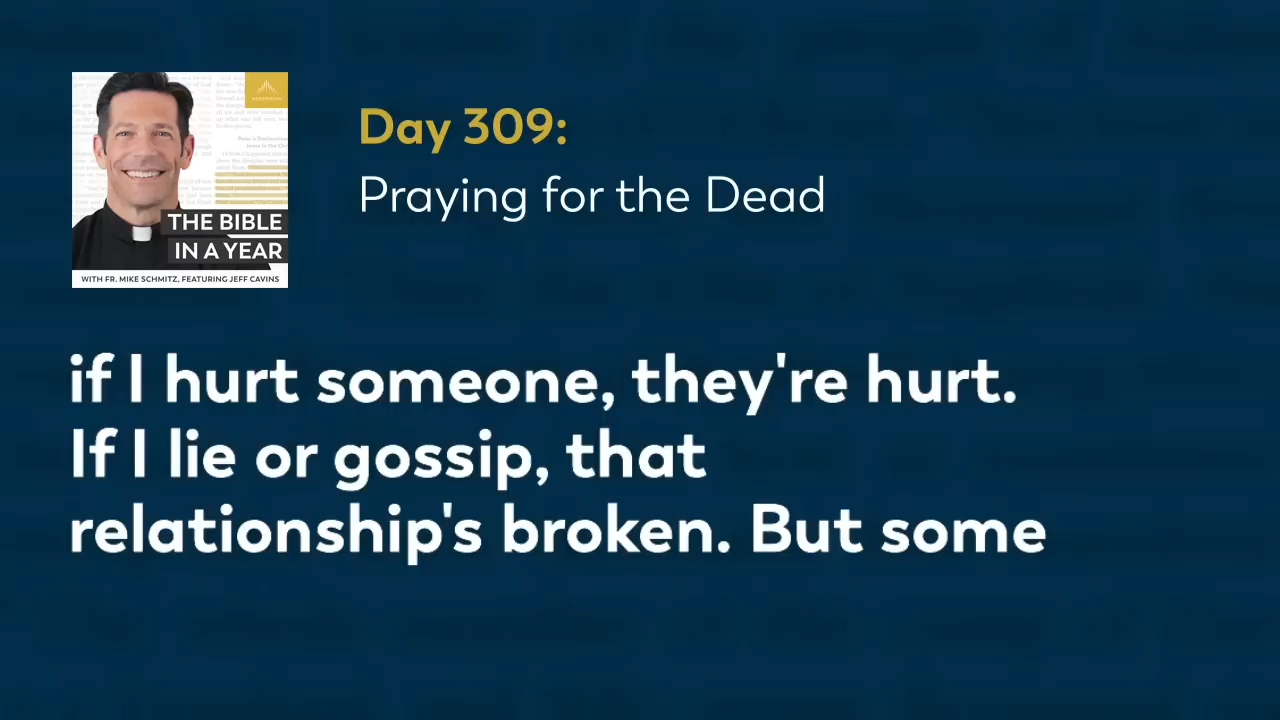 Day 309:
Praying for the Dead
THE BIBLE
IN A YEAR
WITH FR. MIKE SCHMITZ, FEATURING JEFF CAVINS
if I hurt someone, they're hurt.
If I lie or gossip, that
relationship's broken. But some